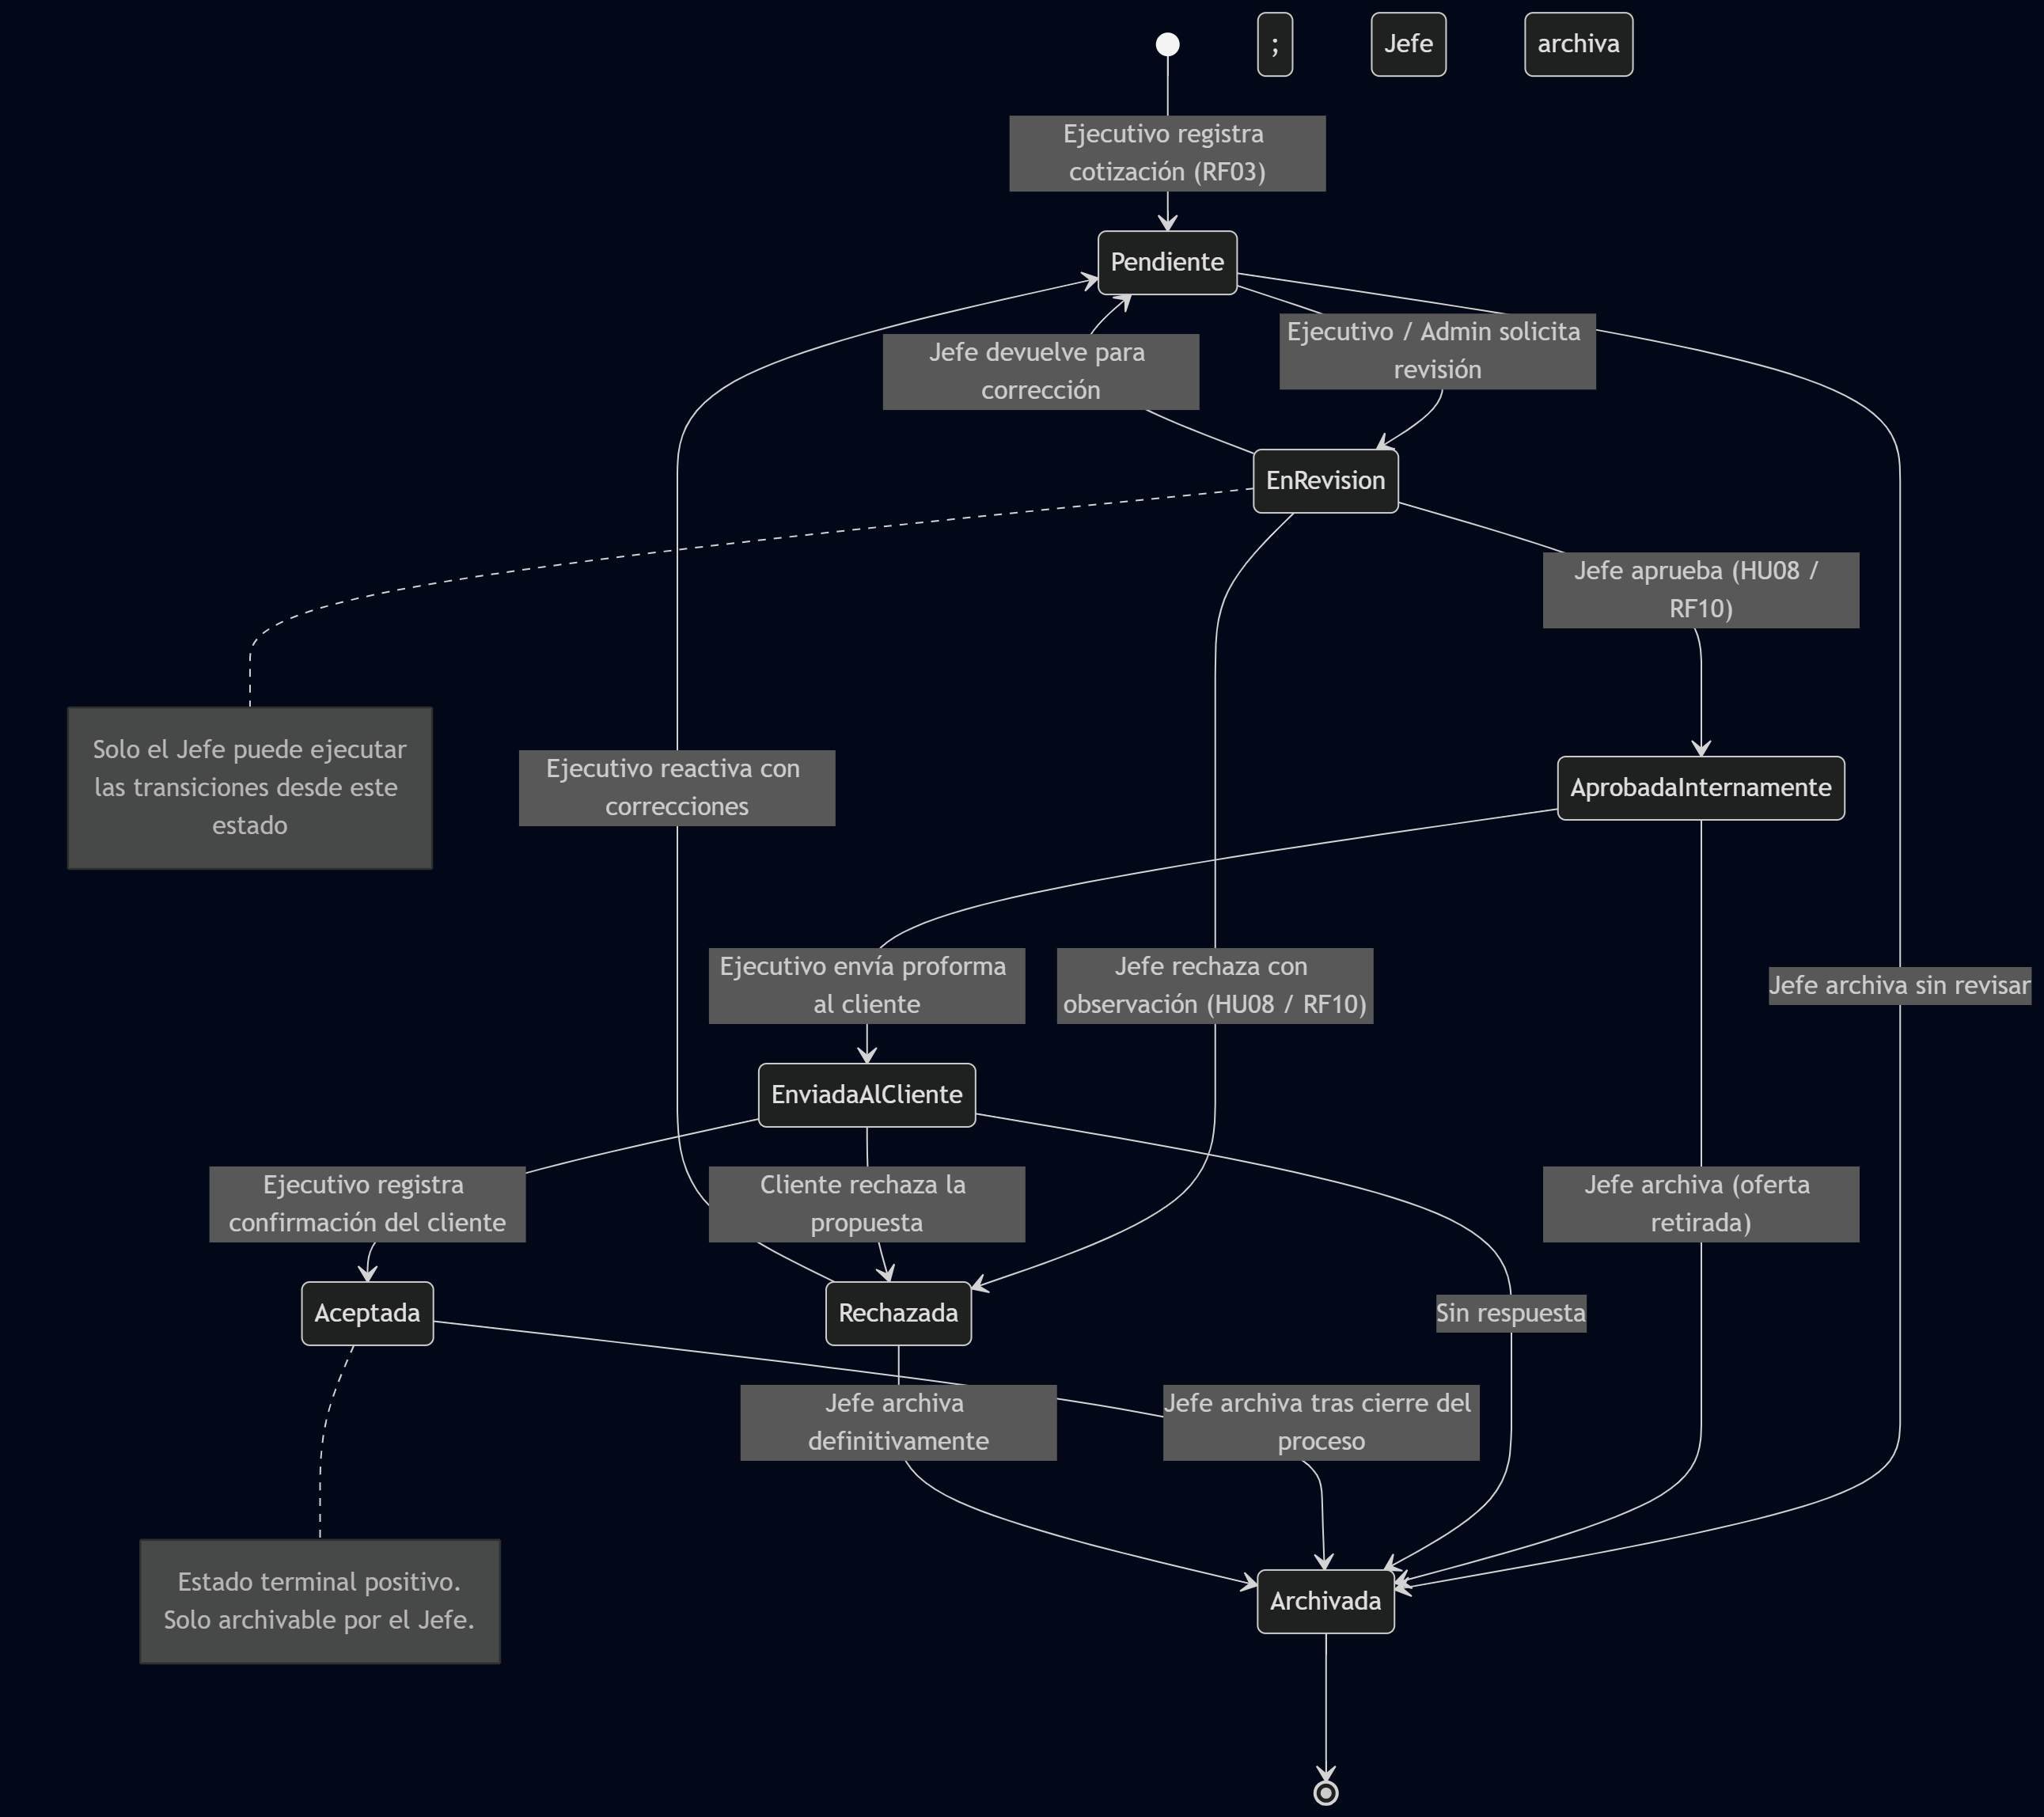 ;
Jefe
archiva
Ejecutivo registra
cotización (RF03)
Pendiente
Jefe devuelve para
corrección
Ejecutivo / Admin solicita
revisión
EnRevision
Jefe aprueba (HU08 /
RF10)
Solo el Jefe puede ejecutar
las transiciones desde este
estado
Ejecutivo reactiva con
correcciones
AprobadaInternamente
Ejecutivo envía proforma
al cliente
Jefe rechaza con
observación (HU08 / RF10)
Jefe archiva sin revisar
EnviadaAlCliente
Ejecutivo registra
confirmación del cliente
Cliente rechaza la
propuesta
Jefe archiva (oferta
retirada)
Aceptada
Rechazada
Sin respuesta
Jefe archiva
definitivamente
Jefe archiva tras cierre del
proceso
Estado terminal positivo.
Solo archivable por el Jefe.
Archivada